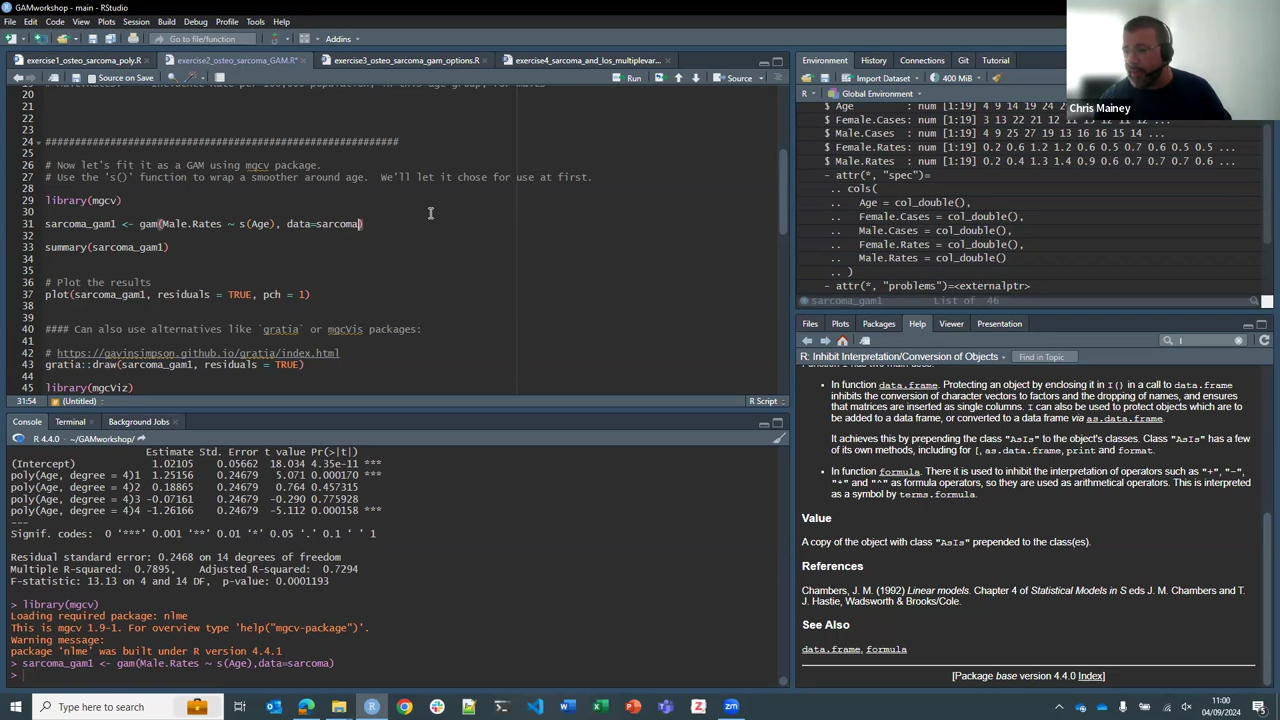 GAMworkshop - main - RStudio
File Edit Code View Plots Session Build Debug Profile Tools Help
Go to file/function Addins
exercise1_osteo_sarcoma_poly.R exercise2_osteo_sarcoma_GAM.R* exercise3_osteo_sarcoma_gam_options.R exercise4_sarcoma_and_los_multiplevar...
Source on Save Run Source
20
21
22
23
24 ###########################################################
25
26 # Now let's fit it as a GAM using mgcv package.
27 # Use the 's()' function to wrap a smoother around age. We'll let it chose for use at first.
28
29 library(mgcv)
30
31 sarcoma_gam1 <- gam(Male.Rates ~ s(Age), data=sarcoma)
32
33 summary(sarcoma_gam1)
34
35
36 # Plot the results
37 plot(sarcoma_gam1, residuals = TRUE, pch = 1)
38
39
40 #### Can also use alternatives like `gratia` or mgcVis packages:
41
42 # https://gavinsimpson.github.io/gratia/index.html
43 gratia::draw(sarcoma_gam1, residuals = TRUE)
44
45 library(mgcViz)
31:54 (Untitled) R Script
Console Terminal Background Jobs
R 4.4.0 · ~/GAMworkshop/
Estimate Std. Error t value Pr(>|t|)
(Intercept) 1.02105 0.05662 18.034 4.35e-11 ***
poly(Age, degree = 4)1 1.25156 0.24679 5.071 0.000170 ***
poly(Age, degree = 4)2 0.18865 0.24679 0.764 0.457315
poly(Age, degree = 4)3 -0.07161 0.24679 -0.290 0.775928
poly(Age, degree = 4)4 -1.26166 0.24679 -5.112 0.000158 ***
---
Signif. codes: 0 ‘***’ 0.001 ‘**’ 0.01 ‘*’ 0.05 ‘.’ 0.1 ‘ ’ 1
Residual standard error: 0.2468 on 14 degrees of freedom
Multiple R-squared: 0.7895, Adjusted R-squared: 0.7294
F-statistic: 13.13 on 4 and 14 DF, p-value: 0.0001193
> library(mgcv)
Loading required package: nlme
This is mgcv 1.9-1. For overview type 'help("mgcv-package")'.
Warning message:
package ‘nlme’ was built under R version 4.4.1
> sarcoma_gam1 <- gam(Male.Rates ~ s(Age),data=sarcoma)
>
Environment History Connections Git Tutorial
Import Dataset 400 MiB
R Global Environment
Chris Mainey
$ Age : num [1:19] 4 9 14 19 24 2
$ Female.Cases: num [1:19]
$ Male.Cases : num [1:19] 4 9 25 27 19 13 16 16 15 14 ...
$ Female.Rates: num [1:19] 0.2 0.6 1.2 0.6 0.5 0.7 0.6 0.5 0.5 ...
$ Male.Rates : num [1:19] 0.2 0.4 1.3 1.4 0.9 0.6 0.7 0.7 0.7 0.6 ...
- attr(*, "spec")=
.. cols(
.. Age = col_double(),
.. Female.Cases = col_double(),
.. Male.Cases = col_double(),
.. Female.Rates = col_double(),
.. Male.Rates = col_double()
.. )
- attr(*, "problems")=<externalptr>
sarcoma_gam1 List of 46
Files Plots Packages Help Viewer Presentation
I
R: Inhibit Interpretation/Conversion of Objects Find in Topic
• In function data.frame. Protecting an object by enclosing it in I() in a call to data.frame
inhibits the conversion of character vectors to factors and the dropping of names, and ensures
that matrices are inserted as single columns. I can also be used to protect objects which are to
be added to a data frame, or converted to a data frame via as.data.frame.
It achieves this by prepending the class "AsIs" to the object's classes. Class "AsIs" has a few
of its own methods, including for [, as.data.frame, print and format.
• In function formula. There it is used to inhibit the interpretation of operators such as "+", "-",
"*" and "^" as formula operators, so they are used as arithmetical operators. This is interpreted
as a symbol by terms.formula.
Value
A copy of the object with class "AsIs" prepended to the class(es).
References
Chambers, J. M. (1992) Linear models. Chapter 4 of Statistical Models in S eds J. M. Chambers and T.
J. Hastie, Wadsworth & Brooks/Cole.
See Also
data.frame, formula
[Package base version 4.4.0 Index]
Type here to search
11:00
04/09/2024